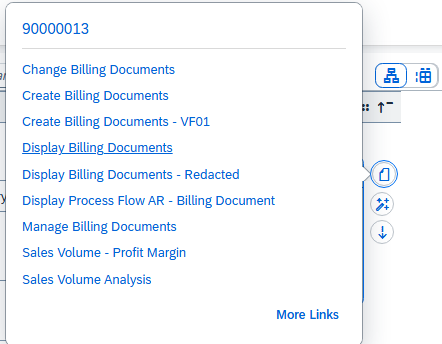 90000013
Change Billing Documents
Create Billing Documents
Create Billing Documents - VF01
Display Billing Documents
Display Billing Documents - Redacted
Display Process Flow AR - Billing Document
Manage Billing Documents
Sales Volume - Profit Margin
Sales Volume Analysis
More Links